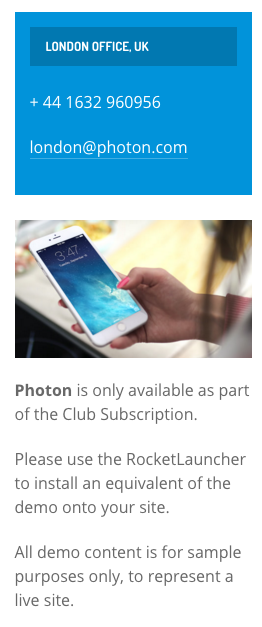 LONDON OFFICE, UK
+ 44 1632 960956
london@photon.com
3:47
Photon is only available as part
of the Club Subscription.
Please use the RocketLauncher
to install an equivalent of the
demo onto your site.
All demo content is for sample
purposes only, to represent a
live site.